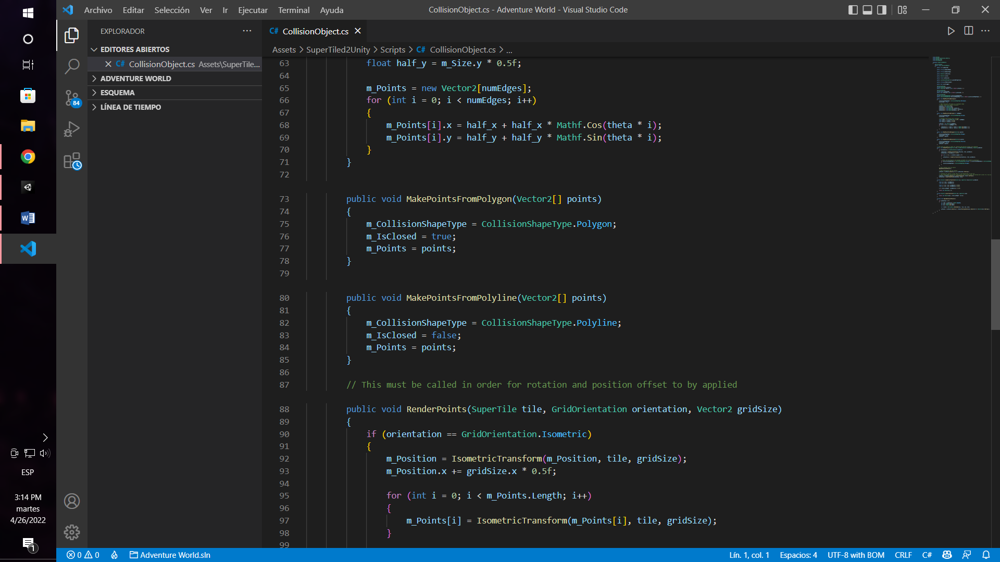 Archivo Editar Selección Ver Ir Ejecutar Terminal Ayuda
CollisionObject.cs - Adventure World - Visual Studio Code
EXPLORADOR
EDITORES ABIERTOS
CollisionObject.cs Assets\SuperTile...
ADVENTURE WORLD
ESQUEMA
LÍNEA DE TIEMPO
84
C# CollisionObject.cs
Assets > SuperTiled2Unity > Scripts > C# CollisionObject.cs > ...
63 float half_y = m_Size.y * 0.5f;
64
65 m_Points = new Vector2[numEdges];
66 for (int i = 0; i < numEdges; i++)
67 {
68 m_Points[i].x = half_x + half_x * Mathf.Cos(theta * i);
69 m_Points[i].y = half_y + half_y * Mathf.Sin(theta * i);
70 }
71 }
72
73 public void MakePointsFromPolygon(Vector2[] points)
74 {
75 m_CollisionShapeType = CollisionShapeType.Polygon;
76 m_IsClosed = true;
77 m_Points = points;
78 }
79
80 public void MakePointsFromPolyline(Vector2[] points)
81 {
82 m_CollisionShapeType = CollisionShapeType.Polyline;
83 m_IsClosed = false;
84 m_Points = points;
85 }
86
87 // This must be called in order for rotation and position offset to by applied
88 public void RenderPoints(SuperTile tile, GridOrientation orientation, Vector2 gridSize)
89 {
90 if (orientation == GridOrientation.Isometric)
91 {
92 m_Position = IsometricTransform(m_Position, tile, gridSize);
93 m_Position.x += gridSize.x * 0.5f;
94
95 for (int i = 0; i < m_Points.Length; i++)
96 {
97 m_Points[i] = IsometricTransform(m_Points[i], tile, gridSize);
98 }
99
ESP
3:14 PM
martes
4/26/2022
1
0 0 Adventure World.sln
Lín. 1, col. 1 Espacios: 4 UTF-8 with BOM CRLF C#